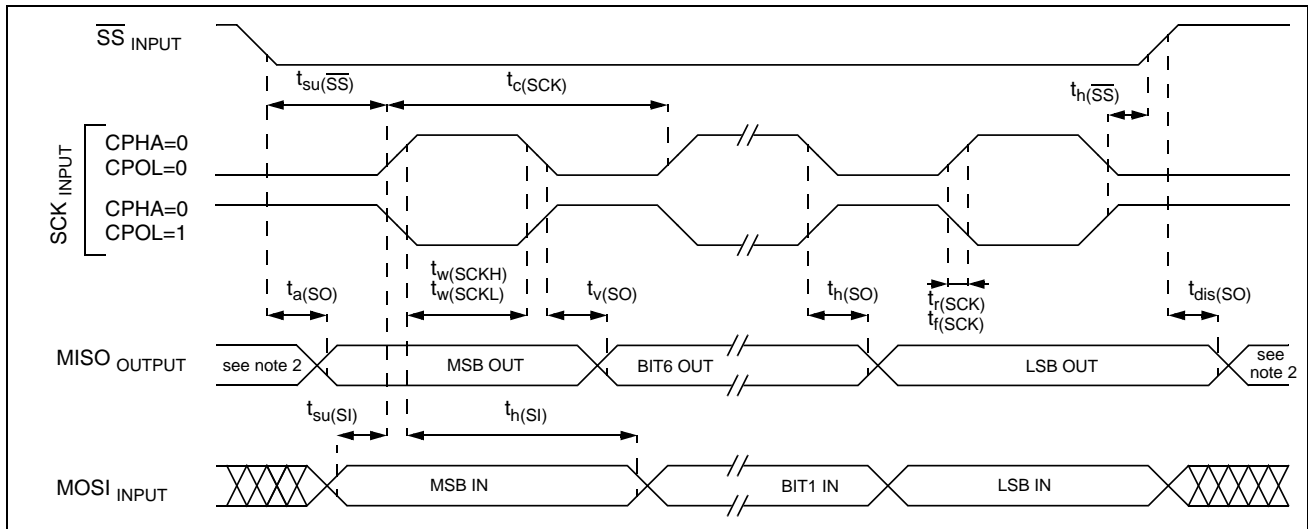 SS INPUT
tsu(SS)
tc(SCK)
th(SS)
SCK INPUT
CPHA=0
CPOL=0
CPHA=0
CPOL=1
ta(SO)
tw(SCKH)
tw(SCKL)
tv(SO)
th(SO)
tr(SCK)
tf(SCK)
tdis(SO)
MISO OUTPUT
see note 2
MSB OUT
BIT6 OUT
LSB OUT
see
note 2
tsu(SI)
th(SI)
MOSI INPUT
MSB IN
BIT1 IN
LSB IN